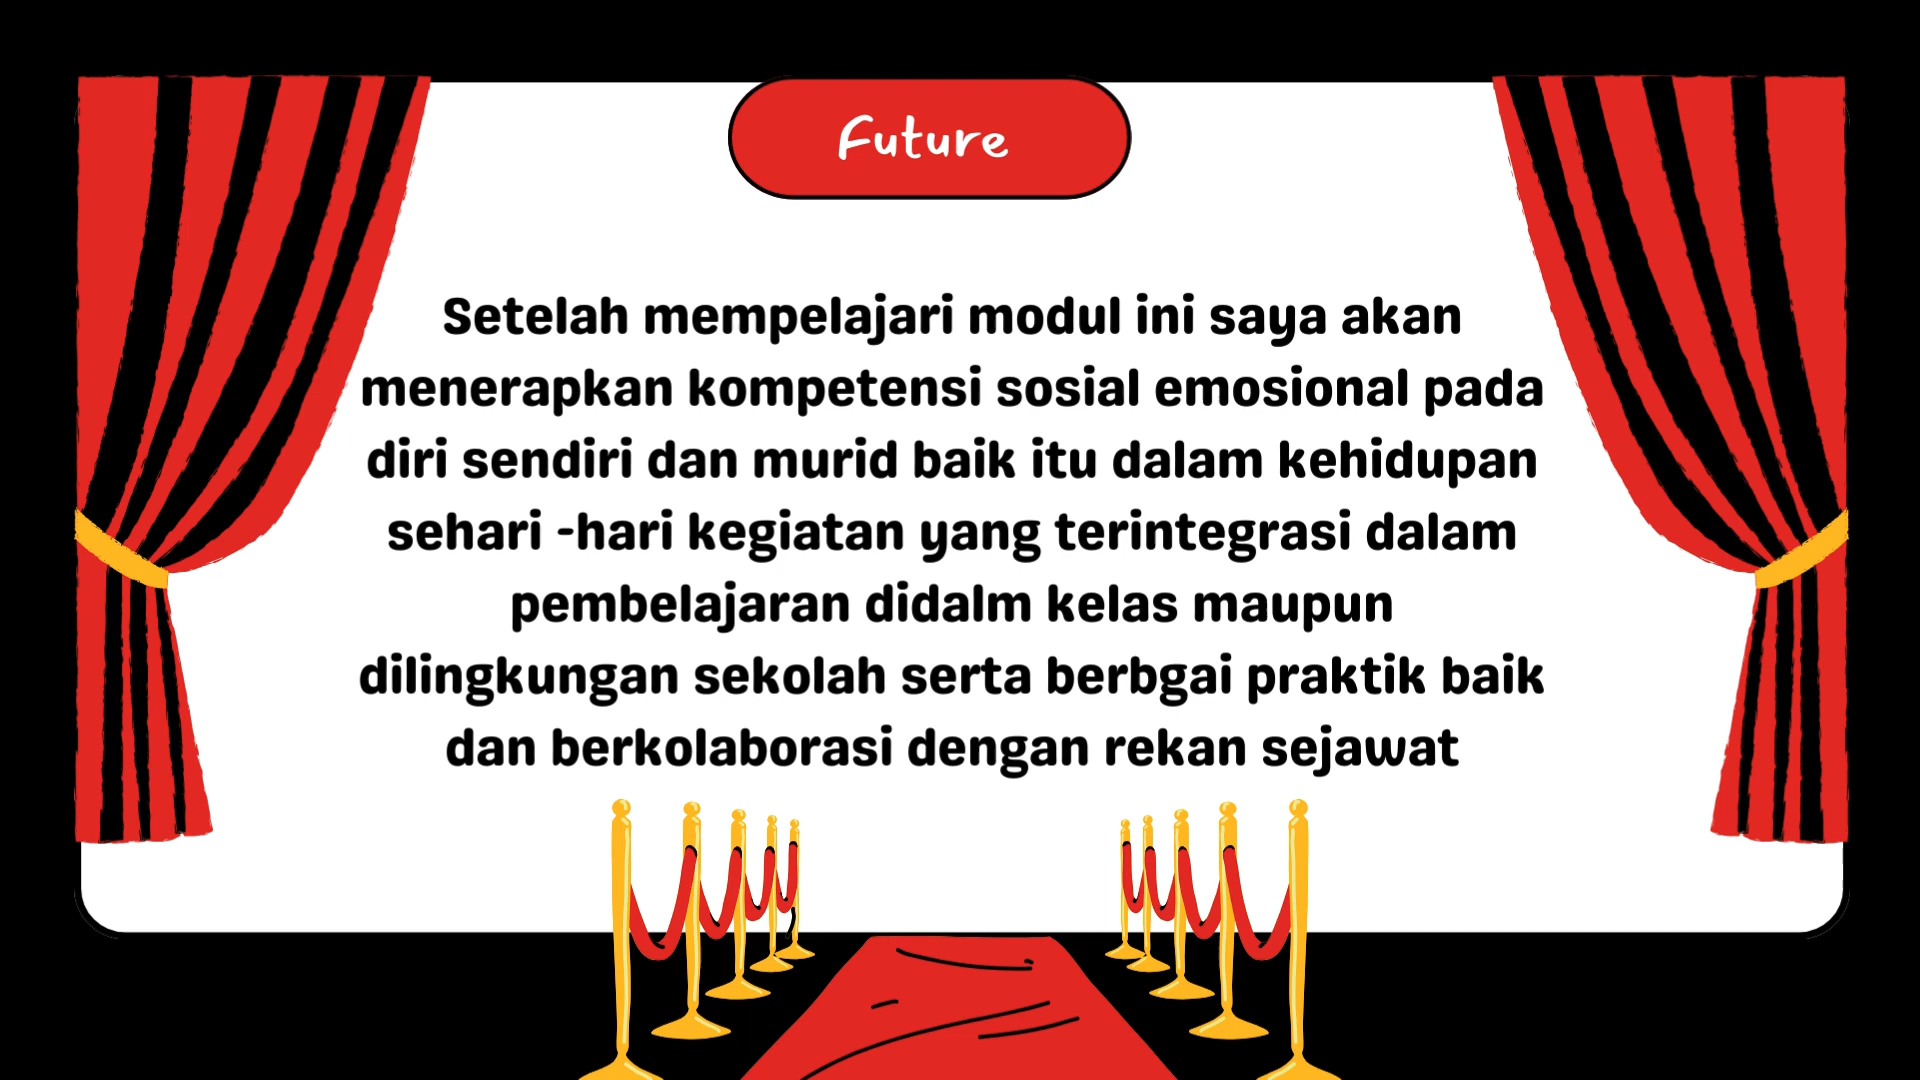 Future
Setelah mempelajari modul ini saya akan
menerapkan kompetensi sosial emosional pada
diri sendiri dan murid baik itu dalam kehidupan
sehari -hari kegiatan yang terintegrasi dalam
pembelajaran didalm kelas maupun
dilingkungan sekolah serta berbgai praktik baik
dan berkolaborasi dengan rekan sejawat